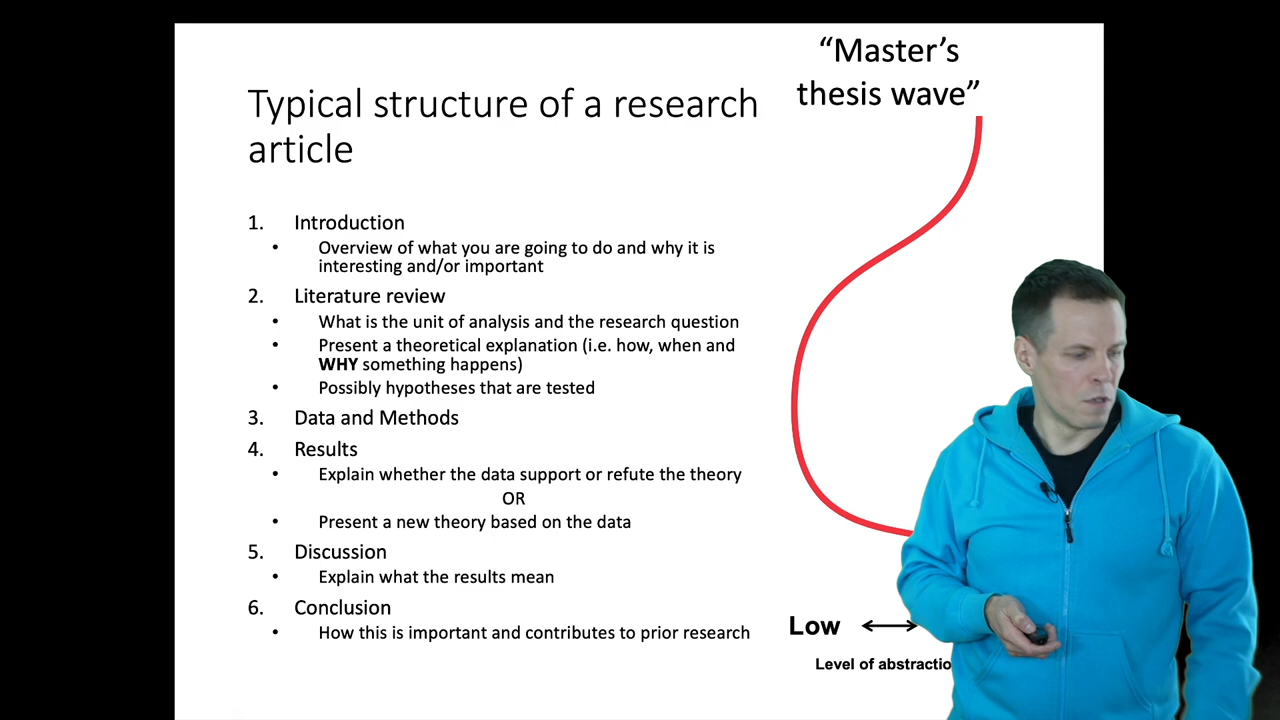 Typical structure of a research
article
“Master’s
thesis wave”
1. Introduction
• Overview of what you are going to do and why it is
interesting and/or important
2. Literature review
• What is the unit of analysis and the research question
• Present a theoretical explanation (i.e. how, when and
WHY something happens)
• Possibly hypotheses that are tested
3. Data and Methods
4. Results
• Explain whether the data support or refute the theory
OR
• Present a new theory based on the data
5. Discussion
• Explain what the results mean
6. Conclusion
• How this is important and contributes to prior research
Low
Level of abstractio